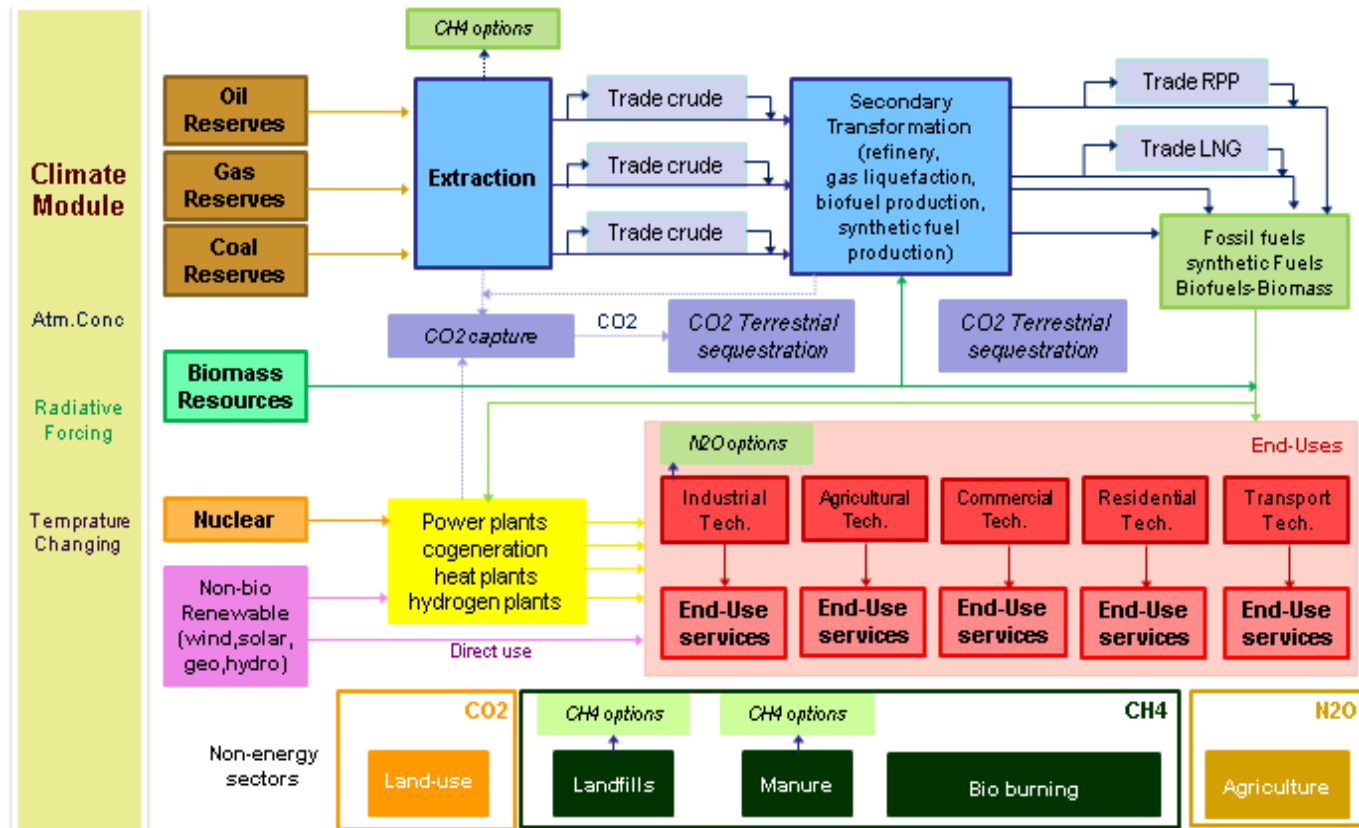 Climate
Module
Atm.Conc
Radiative
Forcing
Temprature
Changing
CH4 options
Oil
Reserves
Gas
Reserves
Coal
Reserves
Extraction
Trade crude
Trade crude
Trade crude
Secondary
Transformation
(refinery,
gas liquefaction,
biofuel production,
synthetic fuel
production)
Trade RPP
Trade LNG
Fossil fuels
synthetic Fuels
Biofuels-Biomass
CO2 capture
CO2
CO2 Terrestrial
sequestration
CO2 Terrestrial
sequestration
Biomass
Resources
Nuclear
Non-bio
Renewable
(wind,solar,
geo,hydro)
Power plants
cogeneration
heat plants
hydrogen plants
Direct use
N2O options
End-Uses
Industrial
Tech.
Agricultural
Tech.
Commercial
Tech.
Residential
Tech.
Transport
Tech.
End-Use
services
End-Use
services
End-Use
services
End-Use
services
End-Use
services
Non-energy
sectors
CO2
Land-use
CH4 options
CH4 options
CH4
Landfills
Manure
Bio burning
N2O
Agriculture